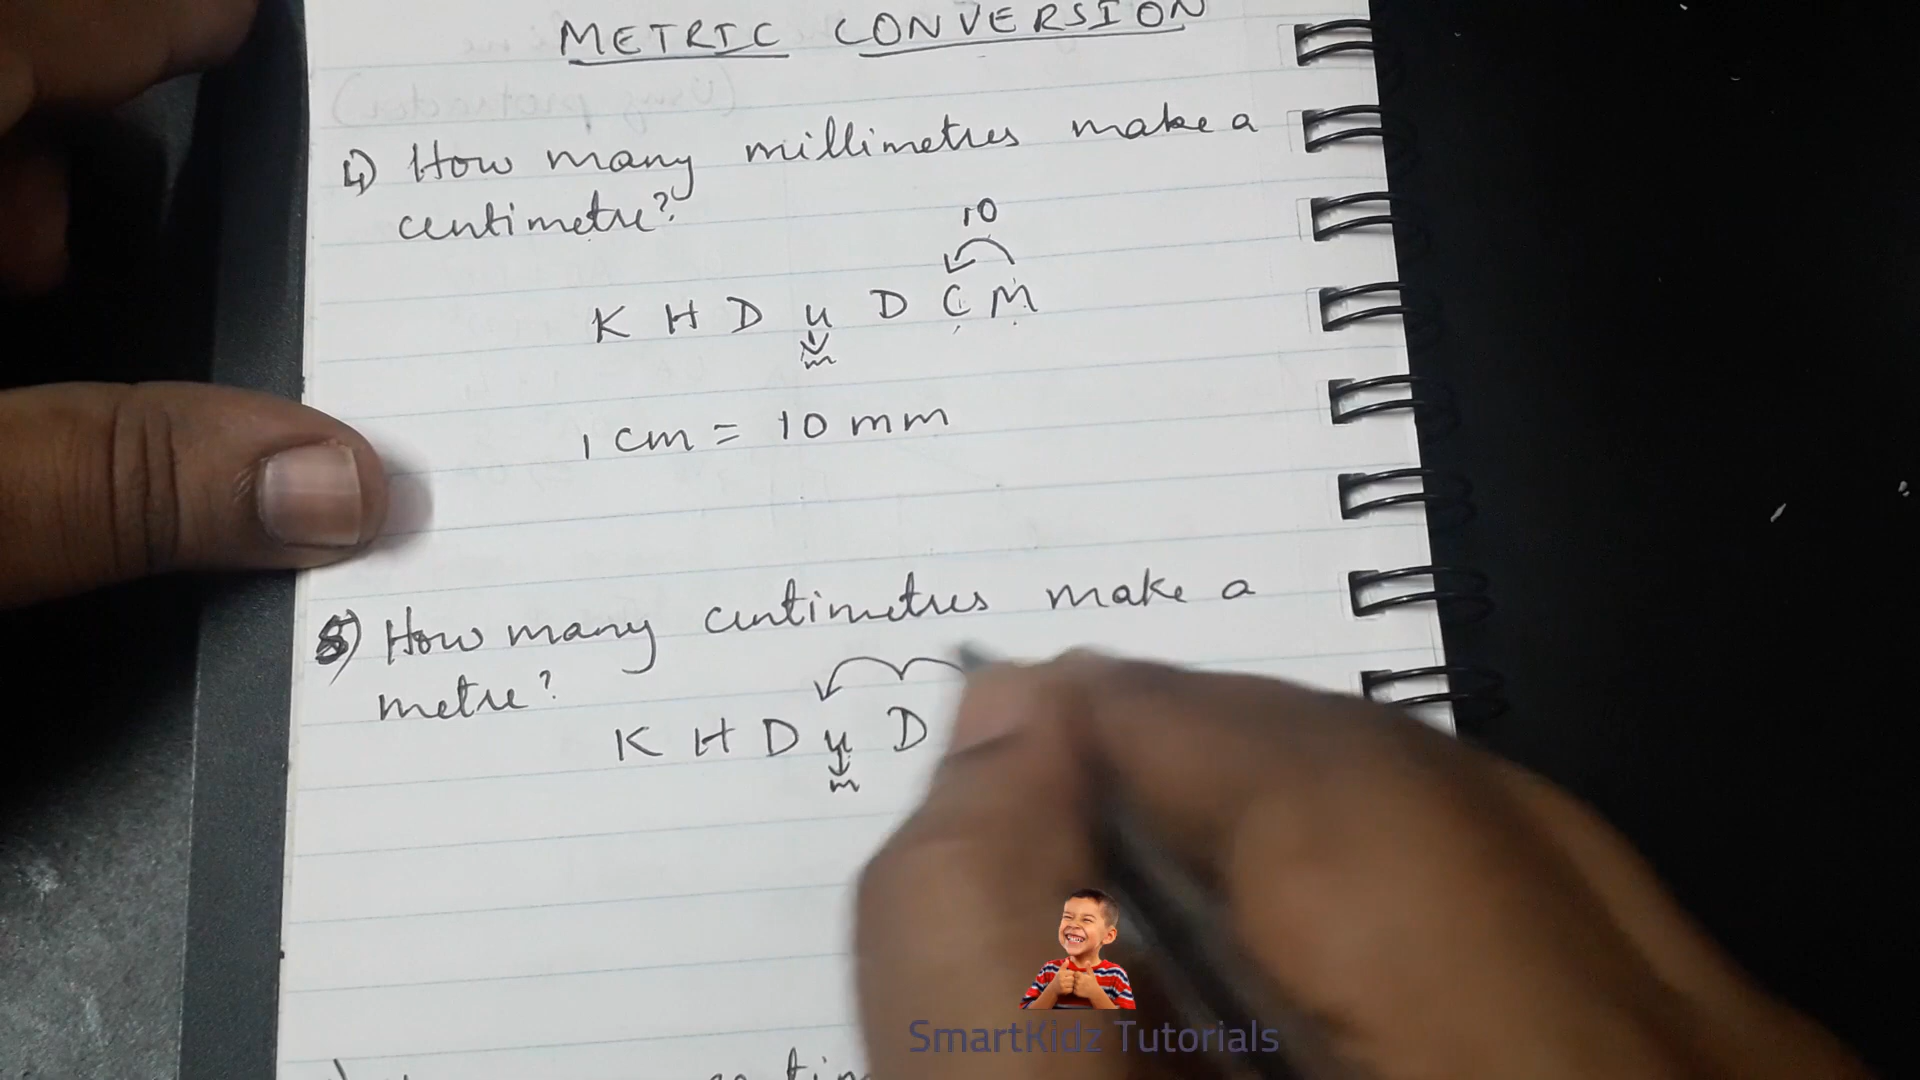 METRIC CONVERSION
4) How many millimetres make a
centimetre?
10
K H D u D C M
m
1 cm = 10 mm
5) How many centimetres make a
metre?
K H D u D
m
SmartKidz Tutorials